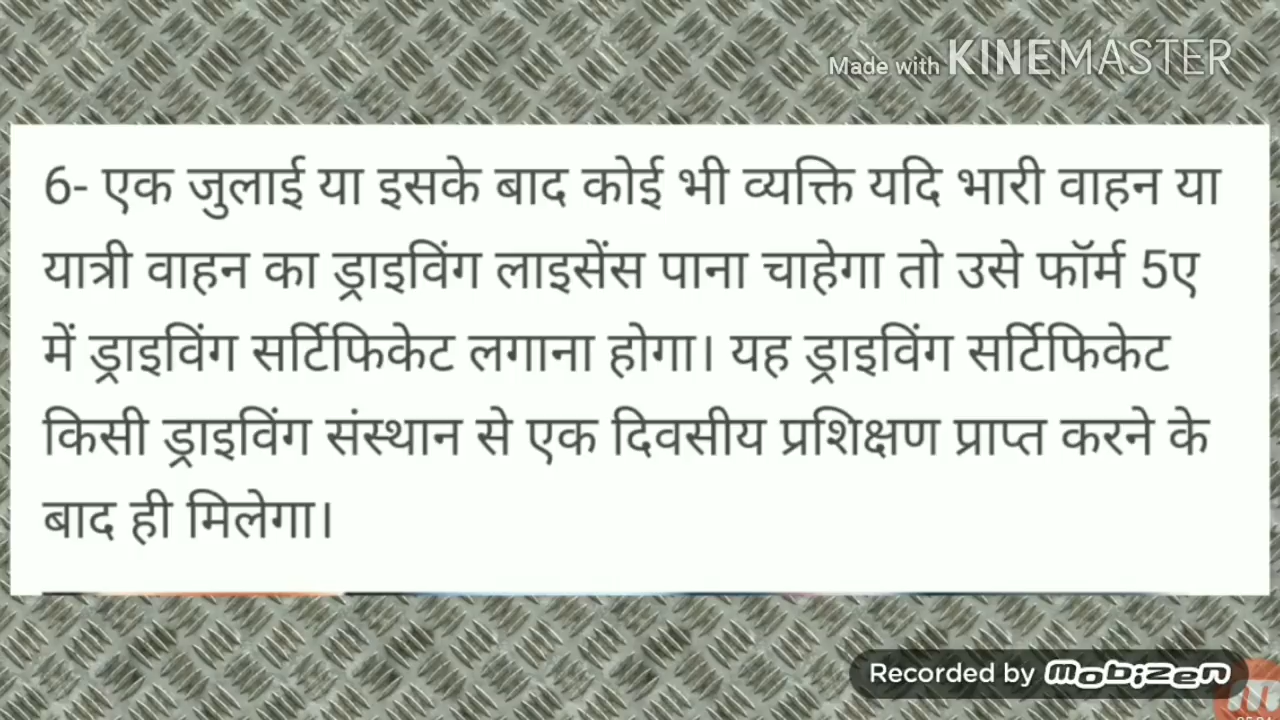 Made with KINEMASTER
6- एक जुलाई या इसके बाद कोई भी व्यक्ति यदि भारी वाहन या
यात्री वाहन का ड्राइविंग लाइसेंस पाना चाहेगा तो उसे फॉर्म 5ए
में ड्राइविंग सर्टिफिकेट लगाना होगा। यह ड्राइविंग सर्टिफिकेट
किसी ड्राइविंग संस्थान से एक दिवसीय प्रशिक्षण प्राप्त करने के
बाद ही मिलेगा।
Recorded by mobizen